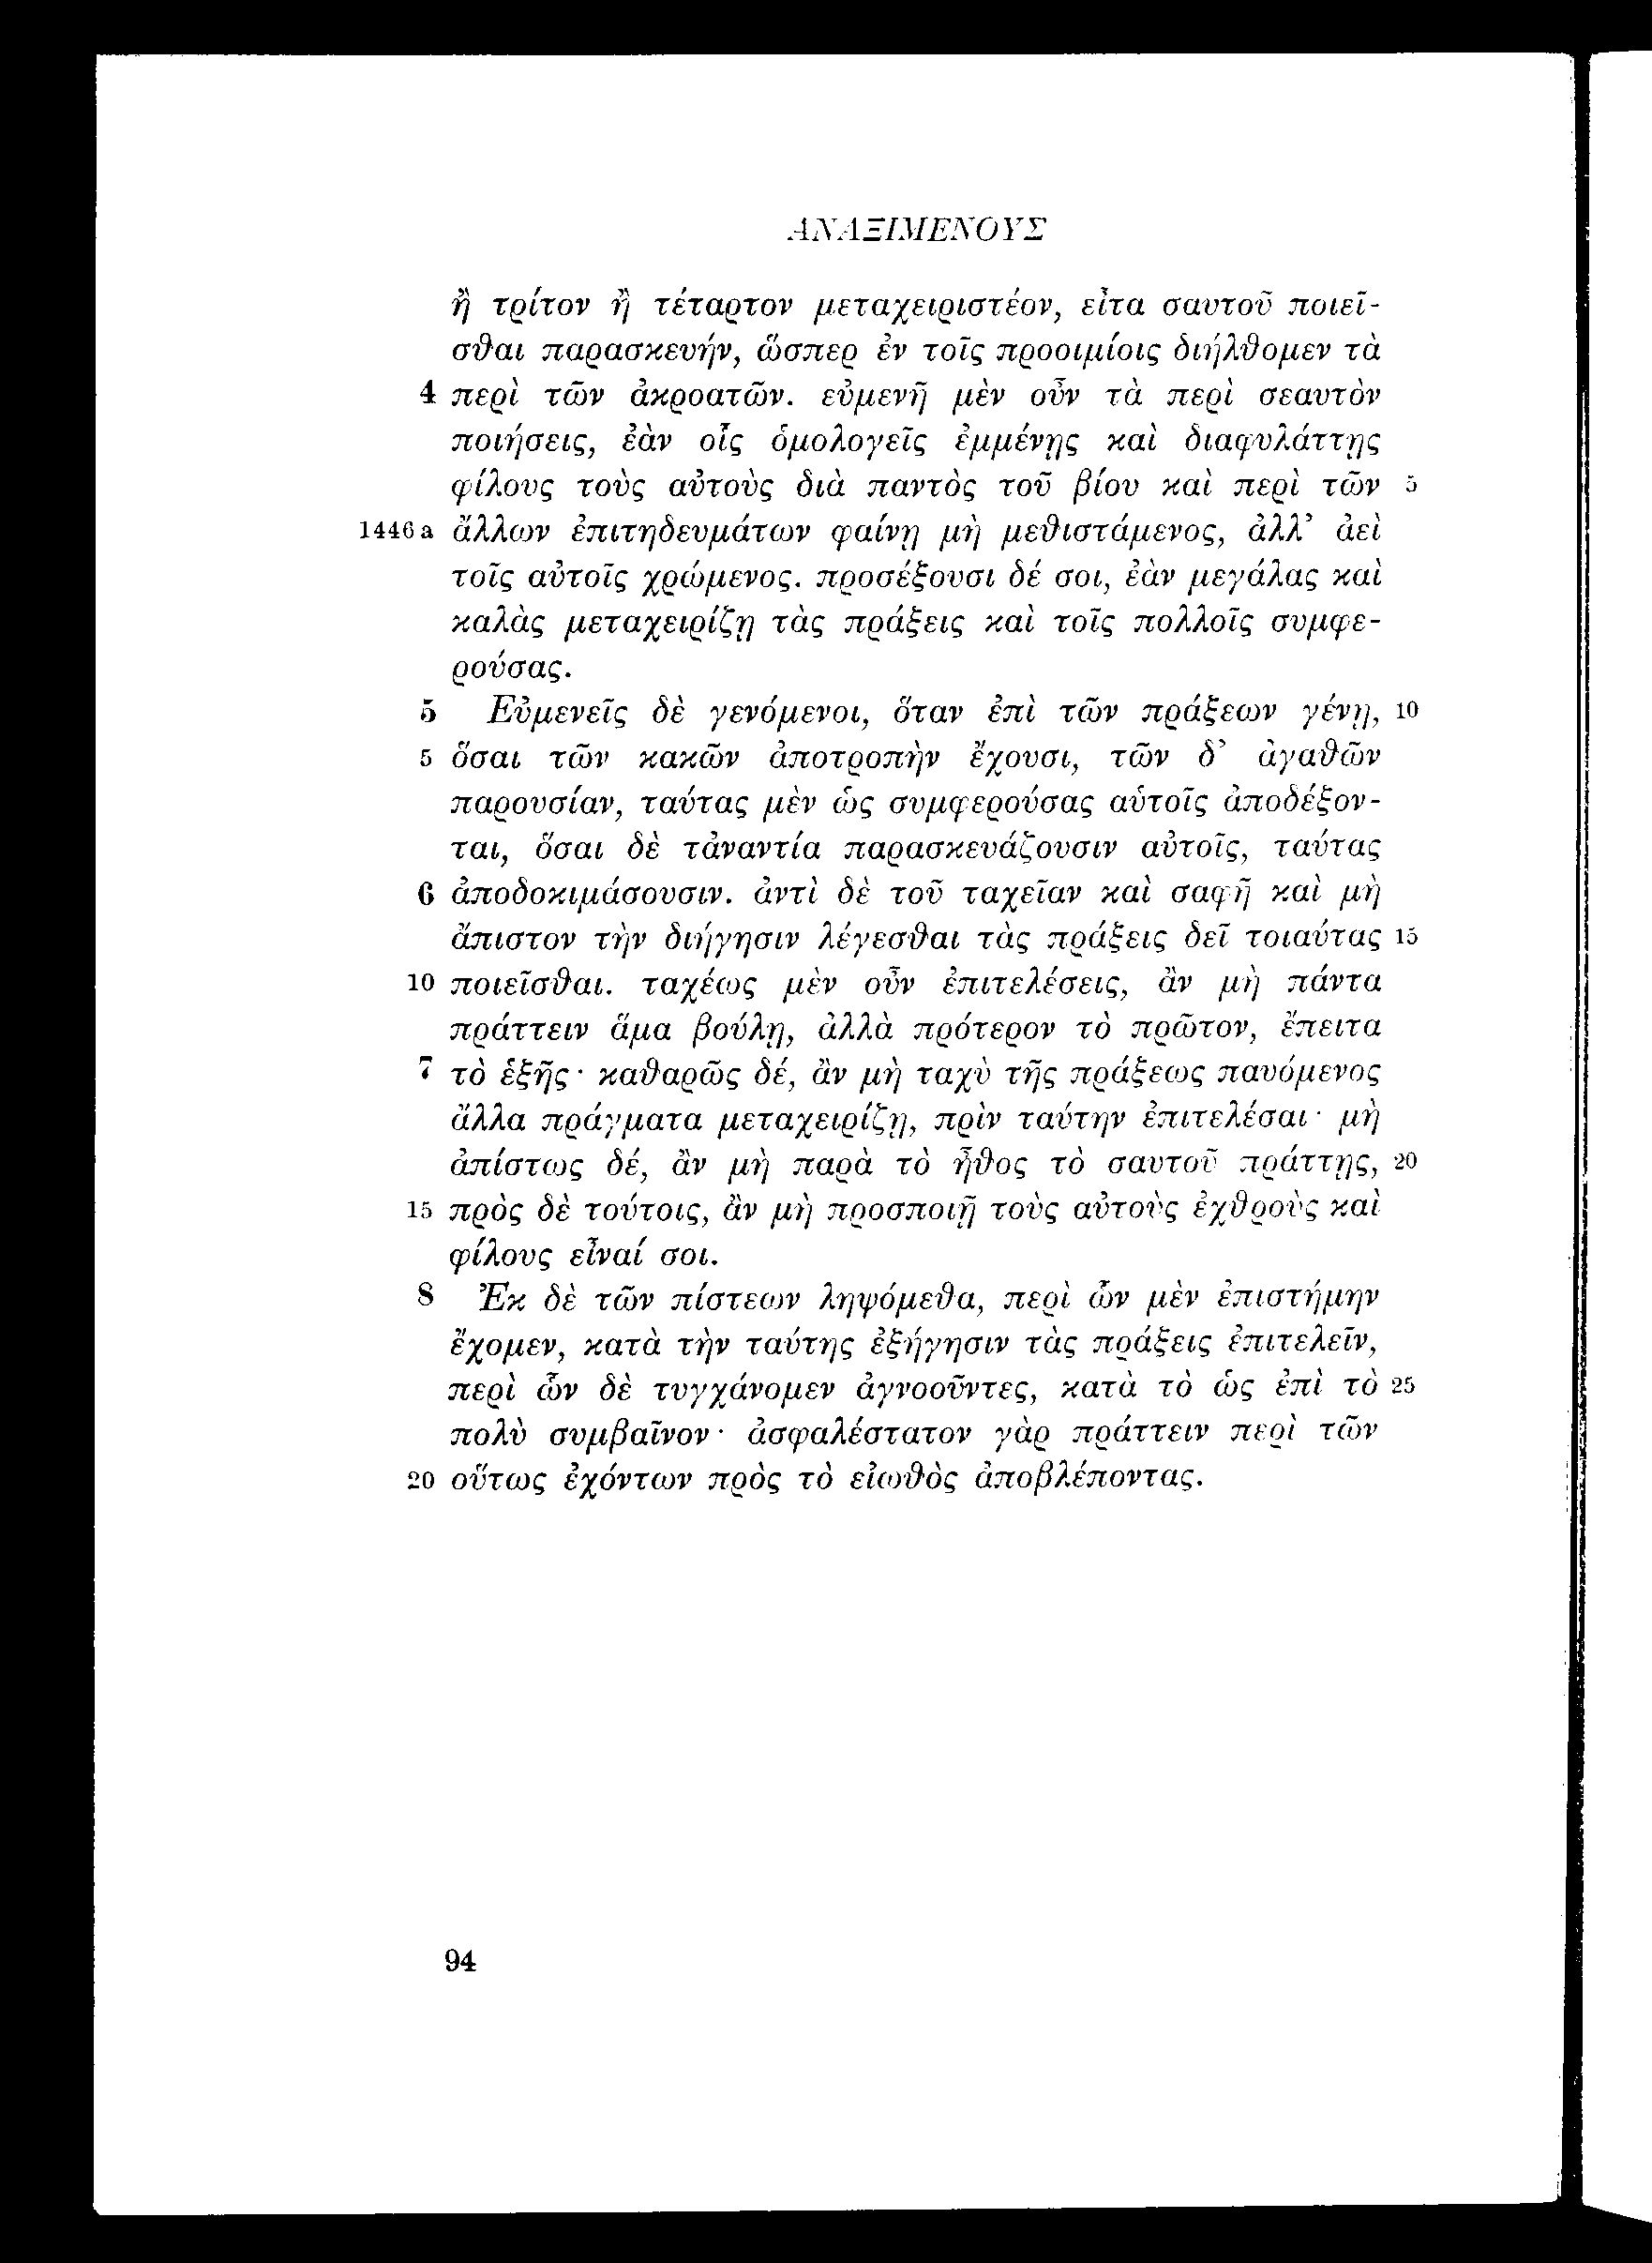 ΑΝΑΞΙΜΕΝΟΥΣ
ἢ τρίτον ἢ τέταρτον μεταχειριστέον, εἶτα σαυτοῦ ποιεῖ-
σθαι παρασκευήν, ὥσπερ ἐν τοῖς προοιμίοις διήλθομεν τὰ
4 περὶ τῶν ἀκροατῶν. εὐμενῆ μὲν οὖν τὰ περὶ σεαυτὸν
ποιήσεις, ἐὰν οἷς ὁμολογεῖς ἐμμένῃς καὶ διαφυλάττῃς
φίλους τοὺς αὐτοὺς διὰ παντὸς τοῦ βίου καὶ περὶ τῶν 5
1446 a ἄλλων ἐπιτηδευμάτων φαίνῃ μὴ μεθιστάμενος, ἀλλ’ ἀεὶ
τοῖς αὐτοῖς χρώμενος. προσέξουσι δέ σοι, ἐὰν μεγάλας καὶ
καλὰς μεταχειρίζῃ τὰς πράξεις καὶ τοῖς πολλοῖς συμφε-
ρούσας.
5 Εὐμενεῖς δὲ γενόμενοι, ὅταν ἐπὶ τῶν πράξεων γένῃ, 10
5 ὅσαι τῶν κακῶν ἀποτροπὴν ἔχουσι, τῶν δ’ ἀγαθῶν
παρουσίαν, ταύτας μὲν ὡς συμφερούσας αὑτοῖς ἀποδέξον-
ται, ὅσαι δὲ τἀναντία παρασκευάζουσιν αὐτοῖς, ταύτας
6 ἀποδοκιμάσουσιν. ἀντὶ δὲ τοῦ ταχεῖαν καὶ σαφῆ καὶ μὴ
ἄπιστον τὴν διήγησιν λέγεσθαι τὰς πράξεις δεῖ τοιαύτας 15
10 ποιεῖσθαι. ταχέως μὲν οὖν ἐπιτελέσεις, ἂν μὴ πάντα
πράττειν ἅμα βούλῃ, ἀλλὰ πρότερον τὸ πρῶτον, ἔπειτα
7 τὸ ἑξῆς· καθαρῶς δέ, ἂν μὴ ταχὺ τῆς πράξεως παυόμενος
ἄλλα πράγματα μεταχειρίζῃ, πρὶν ταύτην ἐπιτελέσαι· μὴ
ἀπίστως δέ, ἂν μὴ παρὰ τὸ ἦθος τὸ σαυτοῦ πράττῃς, 20
15 πρὸς δὲ τούτοις, ἂν μὴ προσποιῇ τοὺς αὐτοὺς ἐχθροὺς καὶ
φίλους εἶναί σοι.
8 Ἐκ δὲ τῶν πίστεων ληψόμεθα, περὶ ὧν μὲν ἐπιστήμην
ἔχομεν, κατὰ τὴν ταύτης ἐξήγησιν τὰς πράξεις ἐπιτελεῖν,
περὶ ὧν δὲ τυγχάνομεν ἀγνοοῦντες, κατὰ τὸ ὡς ἐπὶ τὸ 25
πολὺ συμβαῖνον· ἀσφαλέστατον γὰρ πράττειν περὶ τῶν
20 οὕτως ἐχόντων πρὸς τὸ εἰωθὸς ἀποβλέποντας.
94